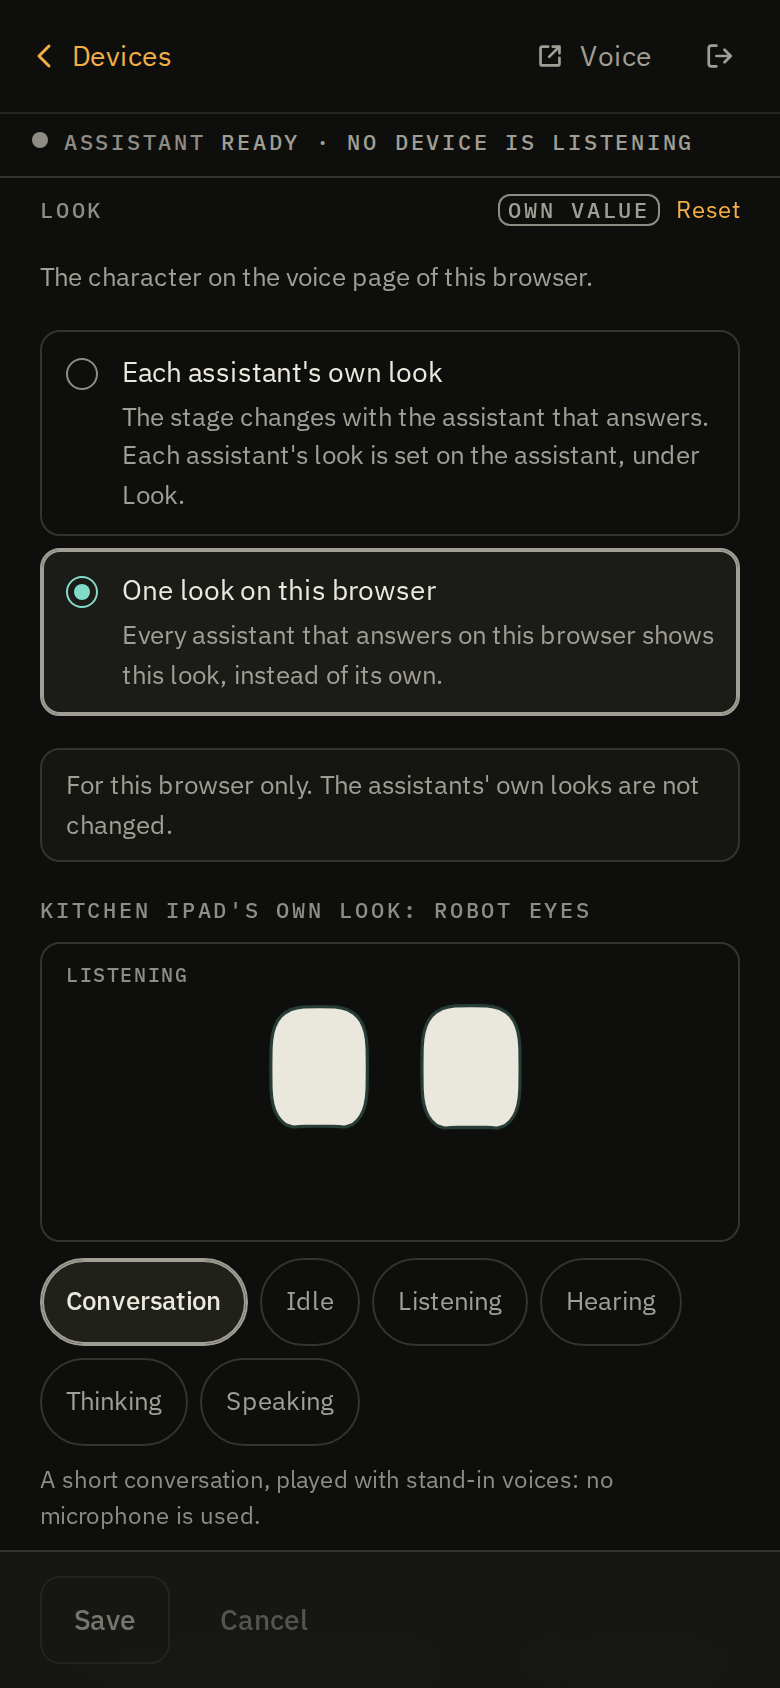 Devices
Voice
ASSISTANT READY · NO DEVICE IS LISTENING
LOOK
OWN VALUE
Reset
The character on the voice page of this browser.
Each assistant's own look
The stage changes with the assistant that answers.
Each assistant's look is set on the assistant, under
Look.
One look on this browser
Every assistant that answers on this browser shows
this look, instead of its own.
For this browser only. The assistants' own looks are not
changed.
KITCHEN IPAD'S OWN LOOK: ROBOT EYES
LISTENING
Conversation
Idle
Listening
Hearing
Thinking
Speaking
A short conversation, played with stand-in voices: no
microphone is used.
Save
Cancel